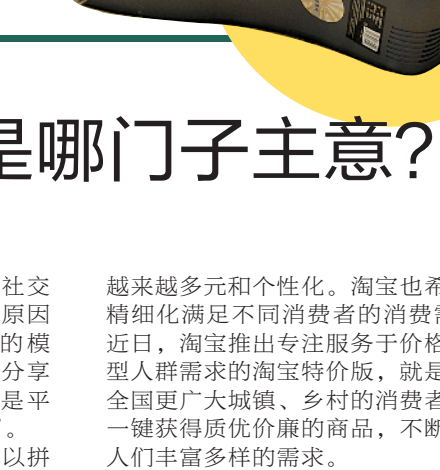 是哪门子主意?
社交
原因
的模
分享
是平
。
以拼
越来越多元和个性化。淘宝也希
精细化满足不同消费者的消费需
近日，淘宝推出专注服务于价格
型人群需求的淘宝特价版，就是
全国更广大城镇、乡村的消费者
一键获得质优价廉的商品，不断
人们丰富多样的需求。